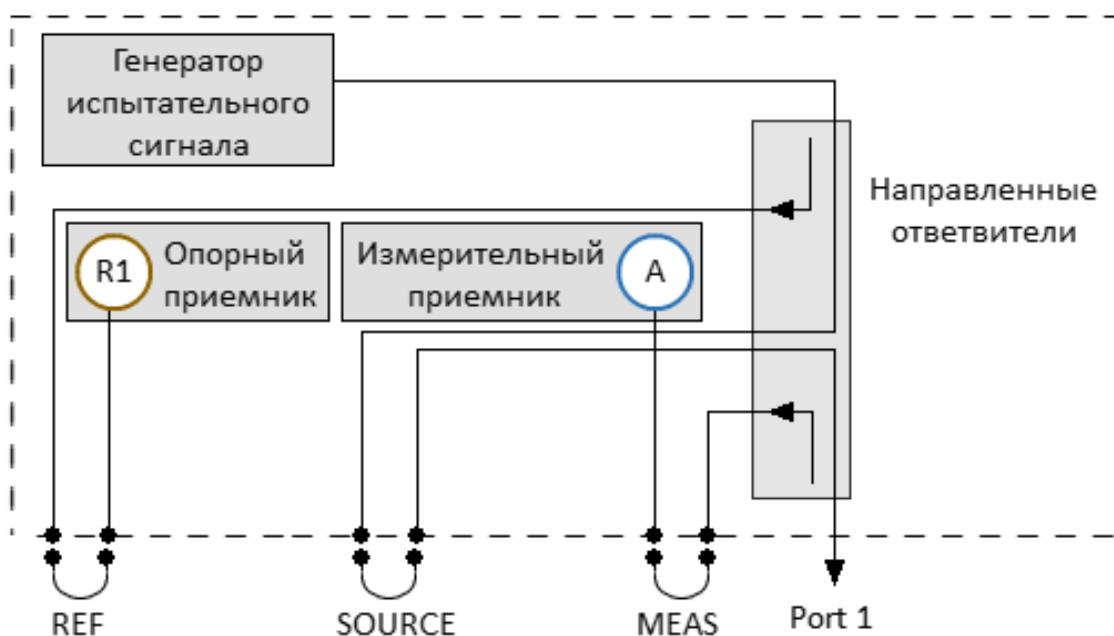 Генератор
испытательного
сигнала
Направленные
ответвители
R1
Опорный
приемник
Измерительный
приемник
A
REF
SOURCE
MEAS
Port 1